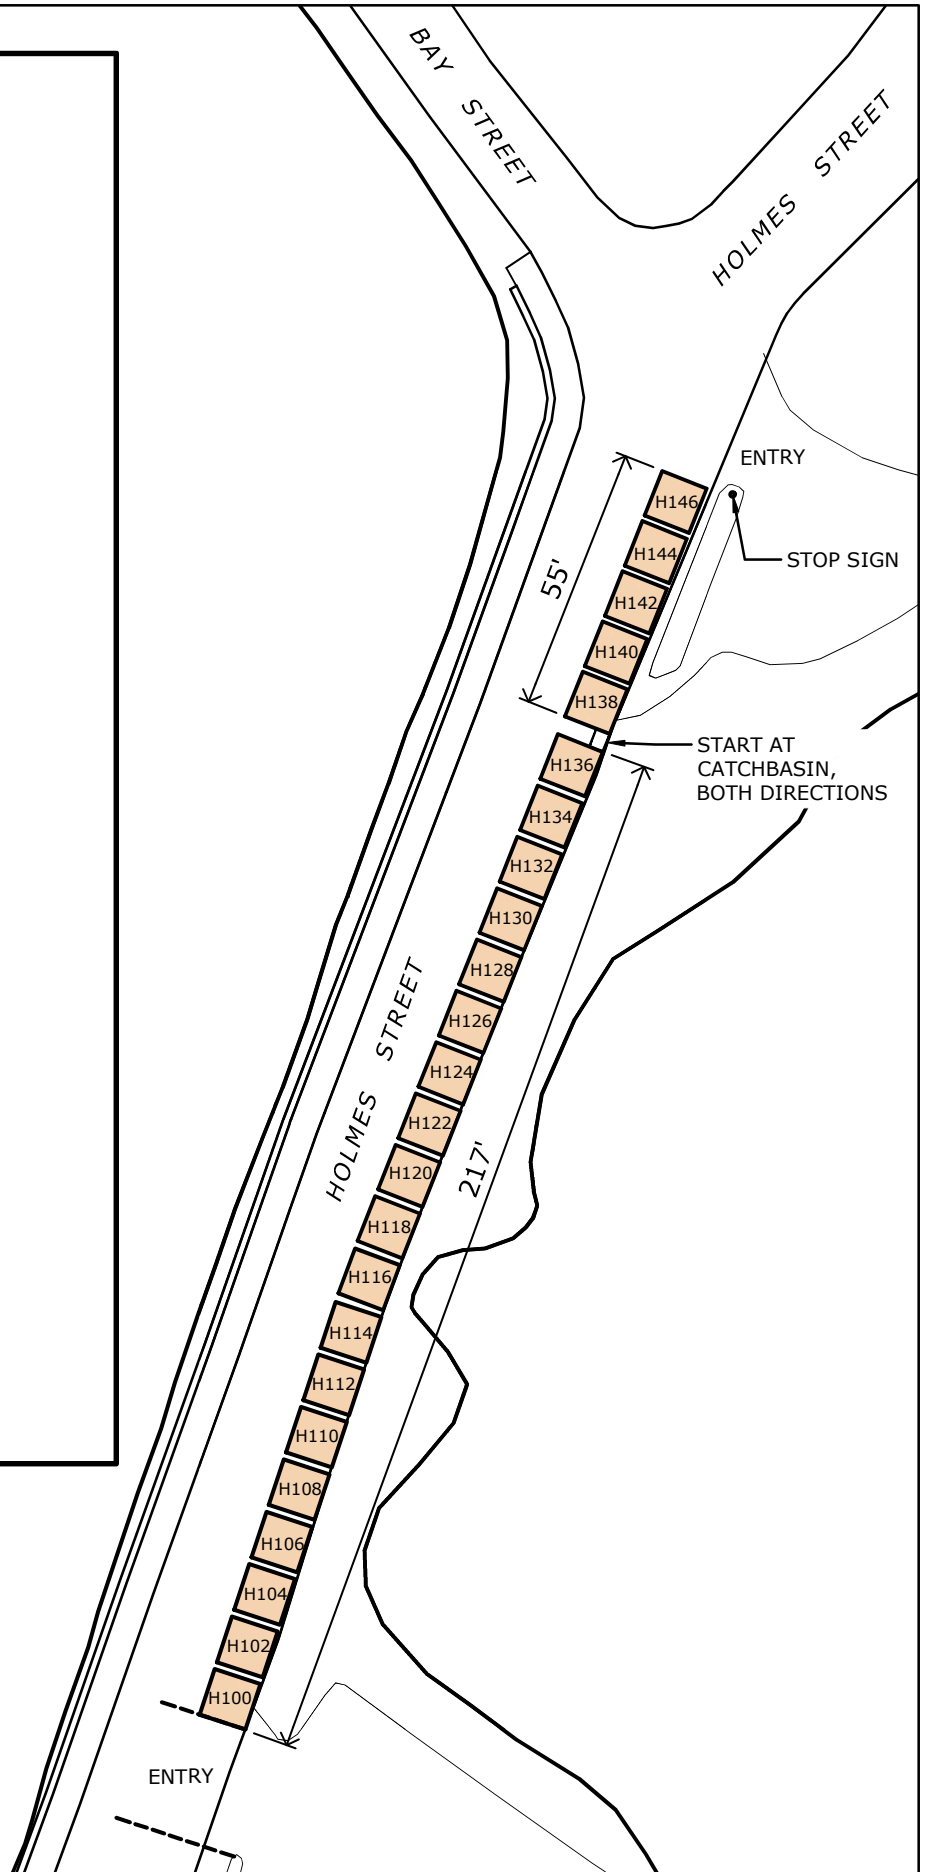 BAY STREET
HOLMES STREET
ENTRY
H146
H144
STOP SIGN
55'
H142
H140
H138
START AT
CATCHBASIN,
BOTH DIRECTIONS
H136
H134
H132
H130
H128
HOLMES STREET
H126
H124
H122
217'
H120
H118
H116
H114
H112
H110
H108
H106
H104
H102
H100
ENTRY